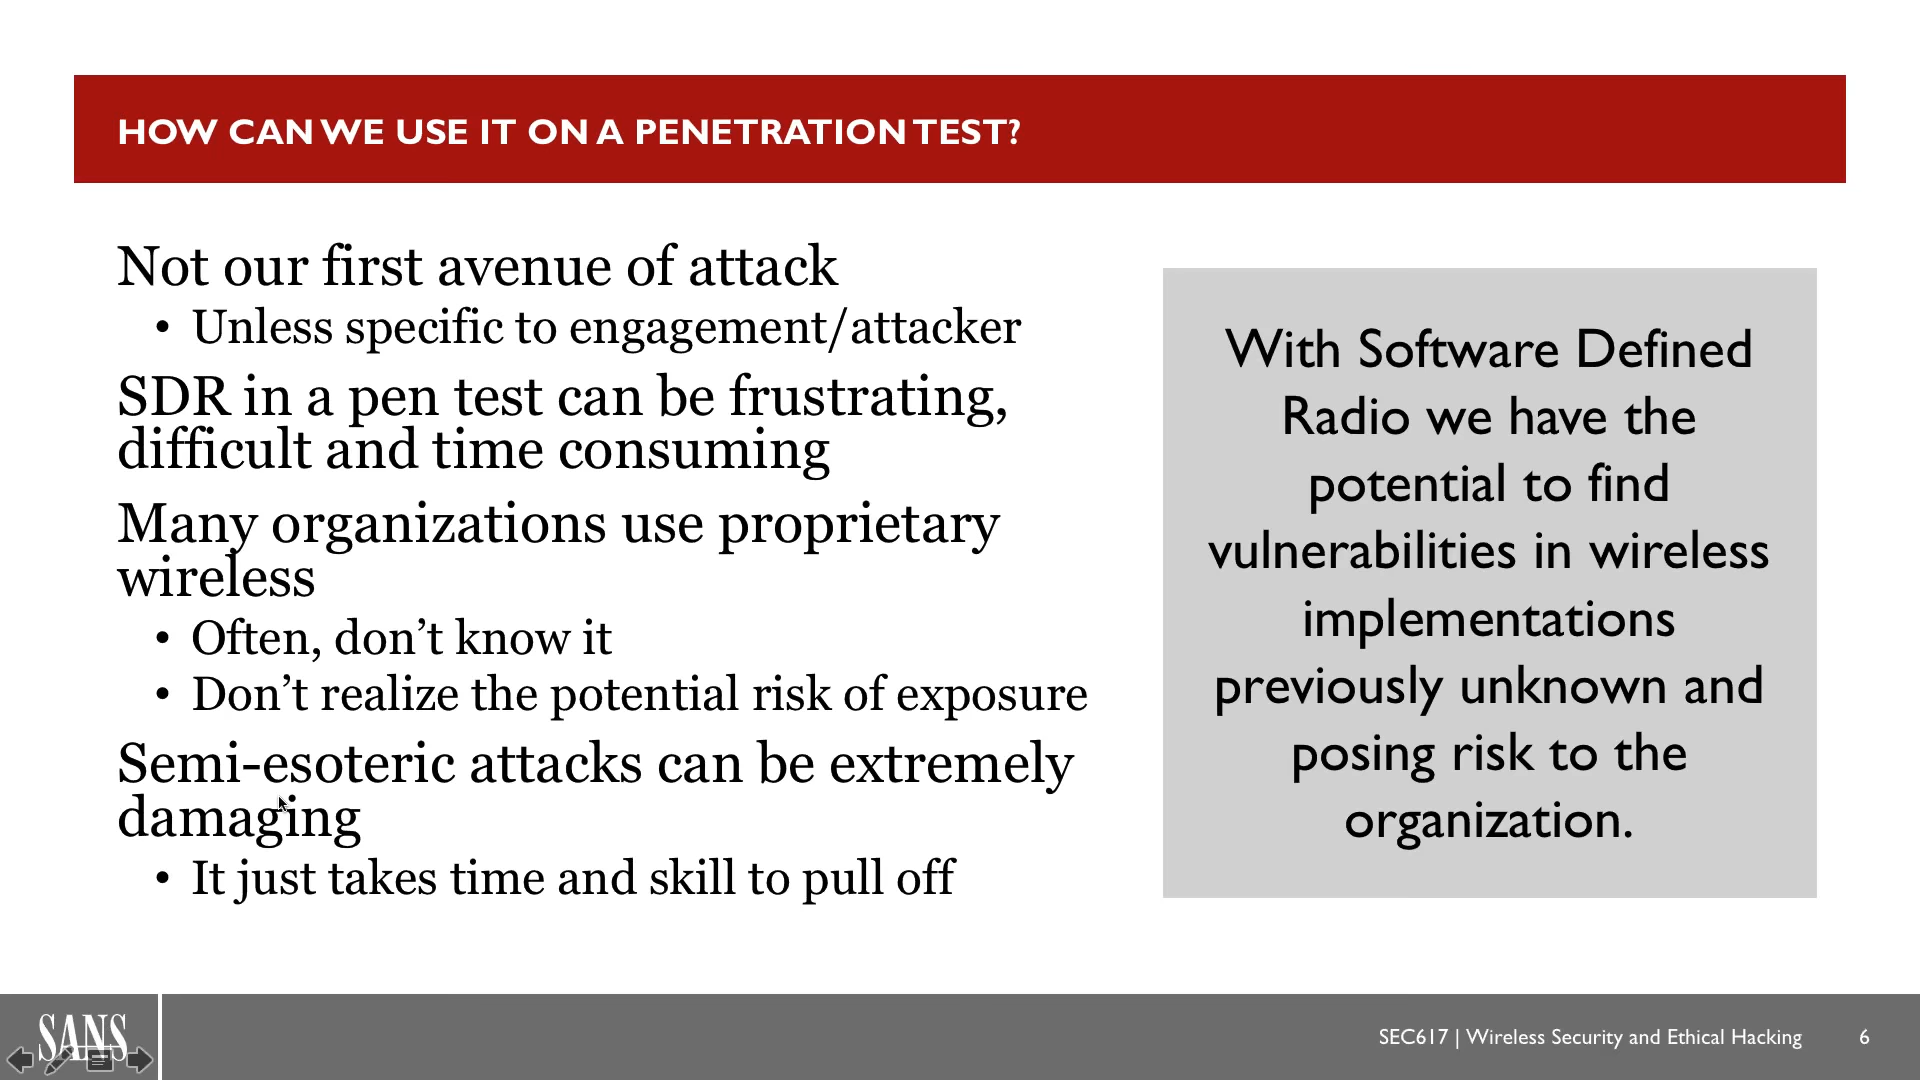 HOW CAN WE USE IT ON A PENETRATION TEST?
Not our first avenue of attack
• Unless specific to engagement/attacker
SDR in a pen test can be frustrating,
difficult and time consuming
Many organizations use proprietary
wireless
• Often, don’t know it
• Don’t realize the potential risk of exposure
Semi-esoteric attacks can be extremely
damaging
• It just takes time and skill to pull off
With Software Defined
Radio we have the
potential to find
vulnerabilities in wireless
implementations
previously unknown and
posing risk to the
organization.
SANS
SEC617 | Wireless Security and Ethical Hacking 6